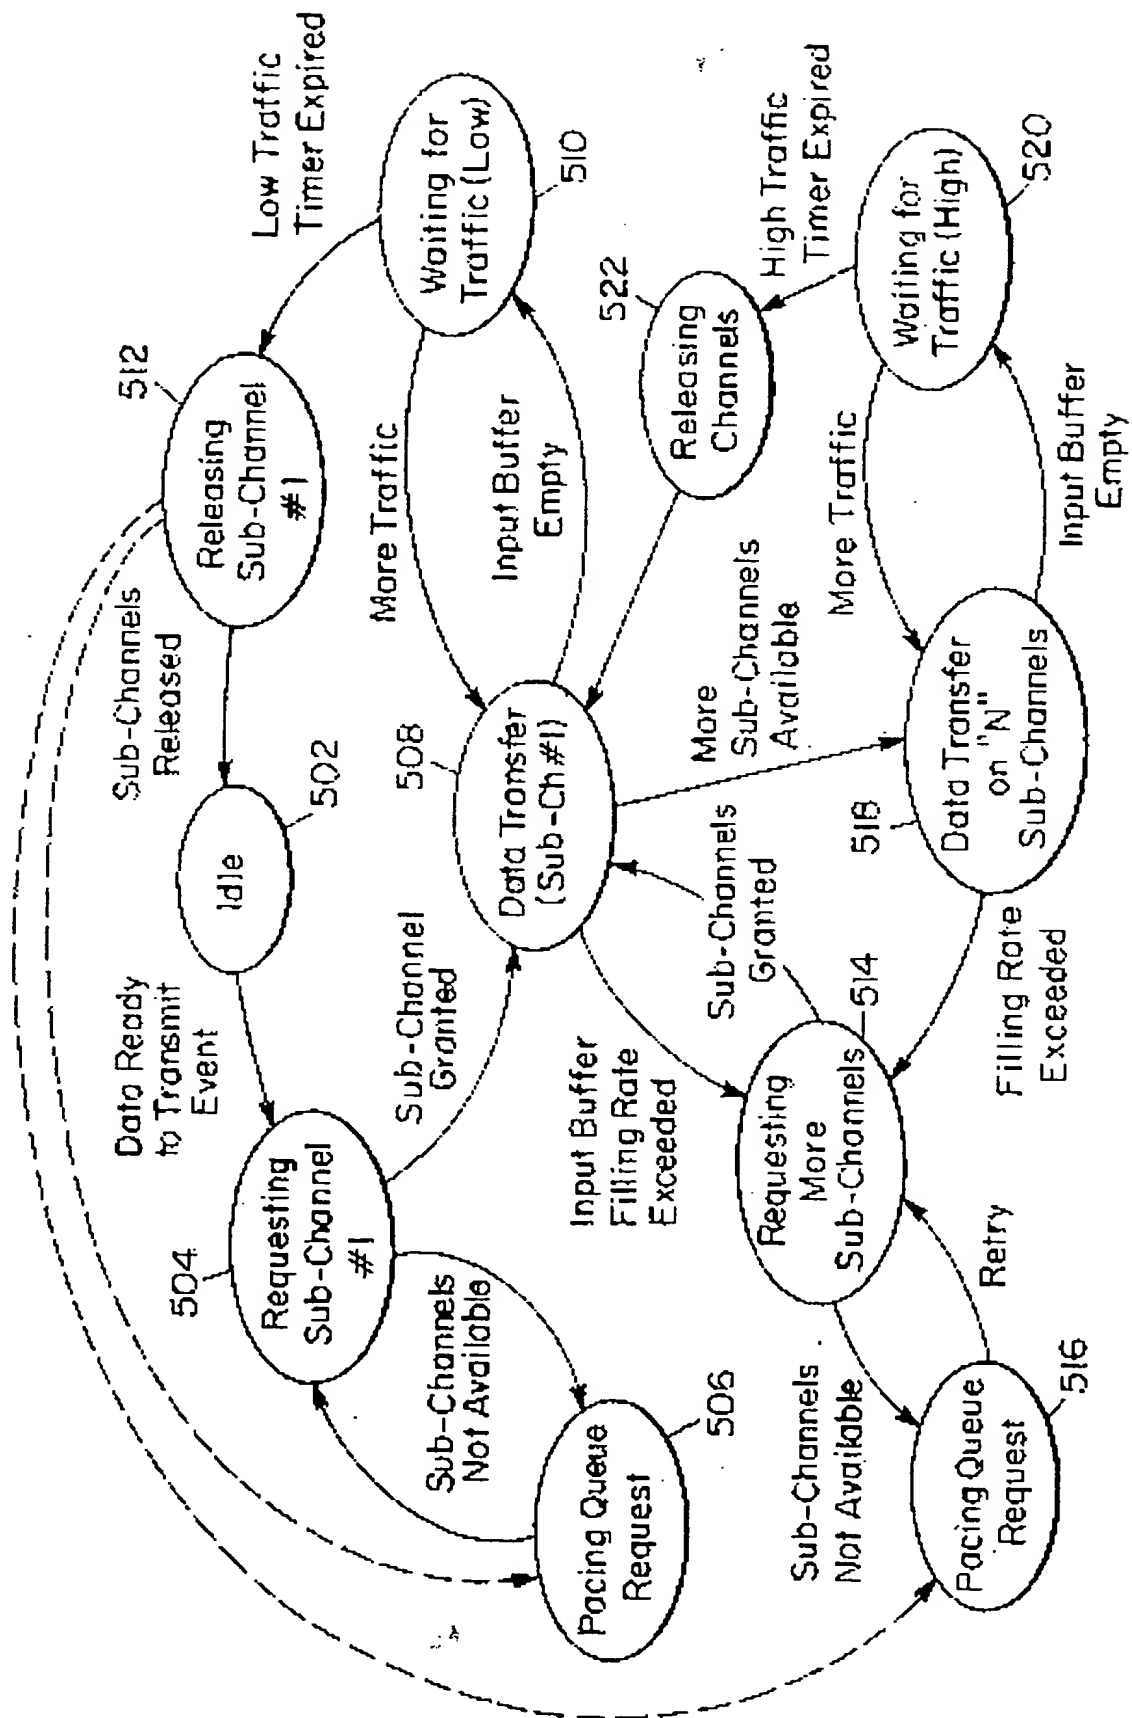 504
Requesting
Sub-Channel
#1
Data Ready
to Transmit
Event
Idle
502
Sub-Channels
Released
512
Releasing
Sub-Channel
#1
Low Traffic
Timer Expired
Sub-Channels
Not Available
Sub-Channel
Granted
508
Data Transfer
(Sub-Ch#1)
More Traffic
Input Buffer
Empty
Waiting for
Traffic (Low)
510
Pacing Queue
Request
506
Input Buffer
Filling Rate
Exceeded
Sub-Channels
Granted
More
Sub-Channels
Available
522
Releasing
Channels
High Traffic
Timer Expired
Requesting
More
Sub-Channels
514
Sub-Channels
Not Available
Retry
Pacing Queue
Request
516
Filling Rate
Exceeded
518
Data Transfer
on "N"
Sub-Channels
More Traffic
Input Buffer
Empty
Waiting for
Traffic (High)
520